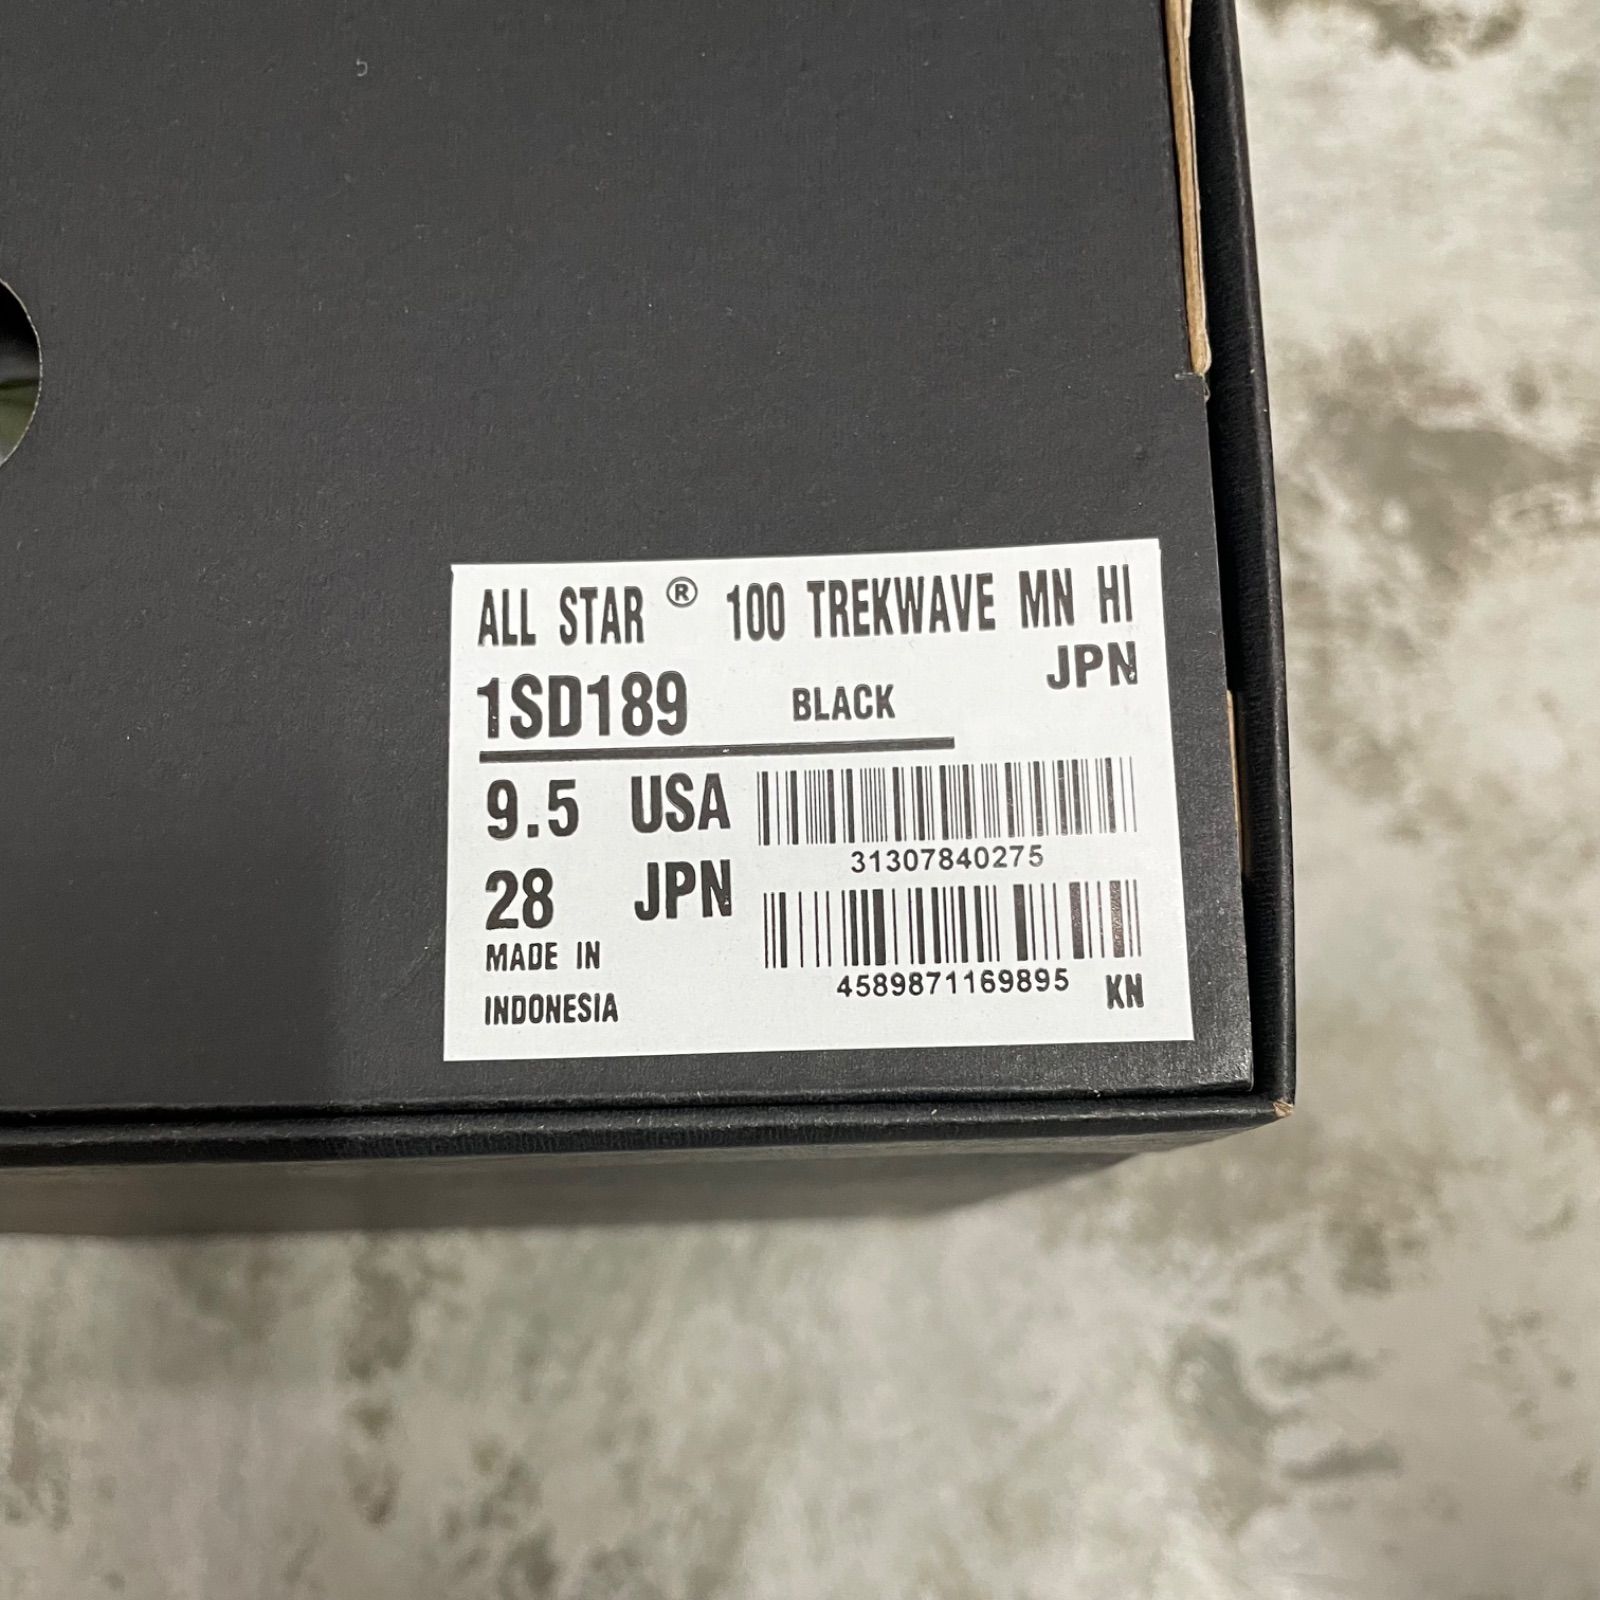 ALL STAR ® 100 TREKWAVE MN HI
JPN
1SD189 BLACK
9.5 USA
31307840275
28 JPN
MADE IN
INDONESIA
4589871169895 KN